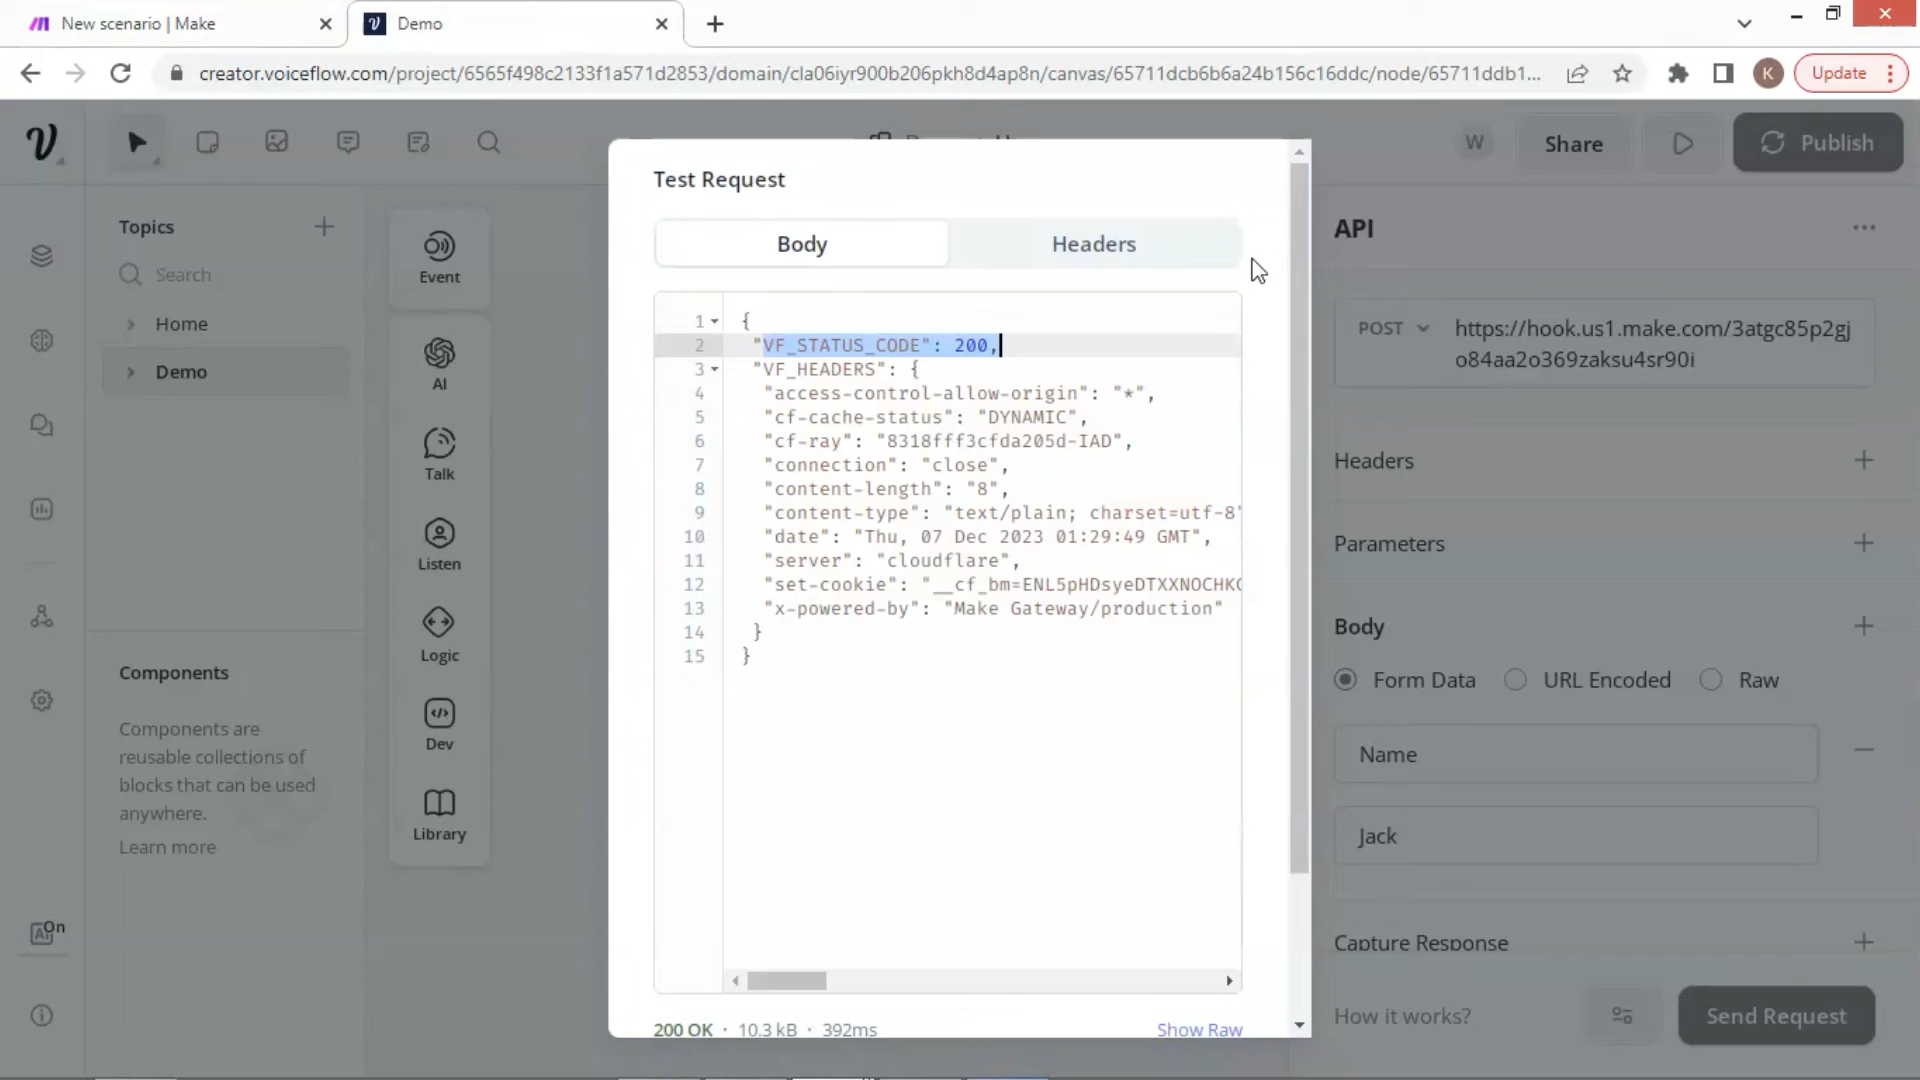 New scenario | Make
Demo
creator.voiceflow.com/project/6565f498c2133f1a571d2853/domain/cla06iyr900b206pkh8d4ap8n/canvas/65711dcb6b6a24b156c16ddc/node/65711ddb1...
K
Update
W
Share
Publish
Topics
Search
Home
Demo
Components
Components are
reusable collections of
blocks that can be used
anywhere.
Learn more
On
Event
AI
Talk
Listen
Logic
Dev
Library
Test Request
Body
Headers
1 {
2 "VF_STATUS_CODE": 200,
3 "VF_HEADERS": {
4 "access-control-allow-origin": "*",
5 "cf-cache-status": "DYNAMIC",
6 "cf-ray": "8318fff3cfda205d-IAD",
7 "connection": "close",
8 "content-length": "8",
9 "content-type": "text/plain; charset=utf-8"
10 "date": "Thu, 07 Dec 2023 01:29:49 GMT",
11 "server": "cloudflare",
12 "set-cookie": "__cf_bm=ENL5pHDsyeDTXXNOCHK
13 "x-powered-by": "Make Gateway/production"
14 }
15 }
200 OK · 10.3 kB · 392ms
Show Raw
API
POST
https://hook.us1.make.com/3atgc85p2gj
o84aa2o369zaksu4sr90i
Headers
Parameters
Body
Form Data
URL Encoded
Raw
Name
Jack
Capture Response
How it works?
Send Request